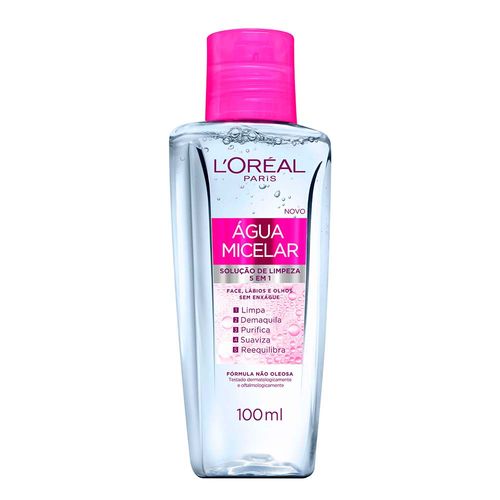 L'ORÉAL
PARIS
NOVO
ÁGUA
MICELAR
SOLUÇÃO DE LIMPEZA
5 EM 1
FACE, LÁBIOS E OLHOS
SEM ENXÁGUE
1 Limpa
2 Demaquila
3 Purifica
4 Suaviza
5 Reequilibra
FÓRMULA NÃO OLEOSA
Testado dermatologicamente
e oftalmologicamente
100ml